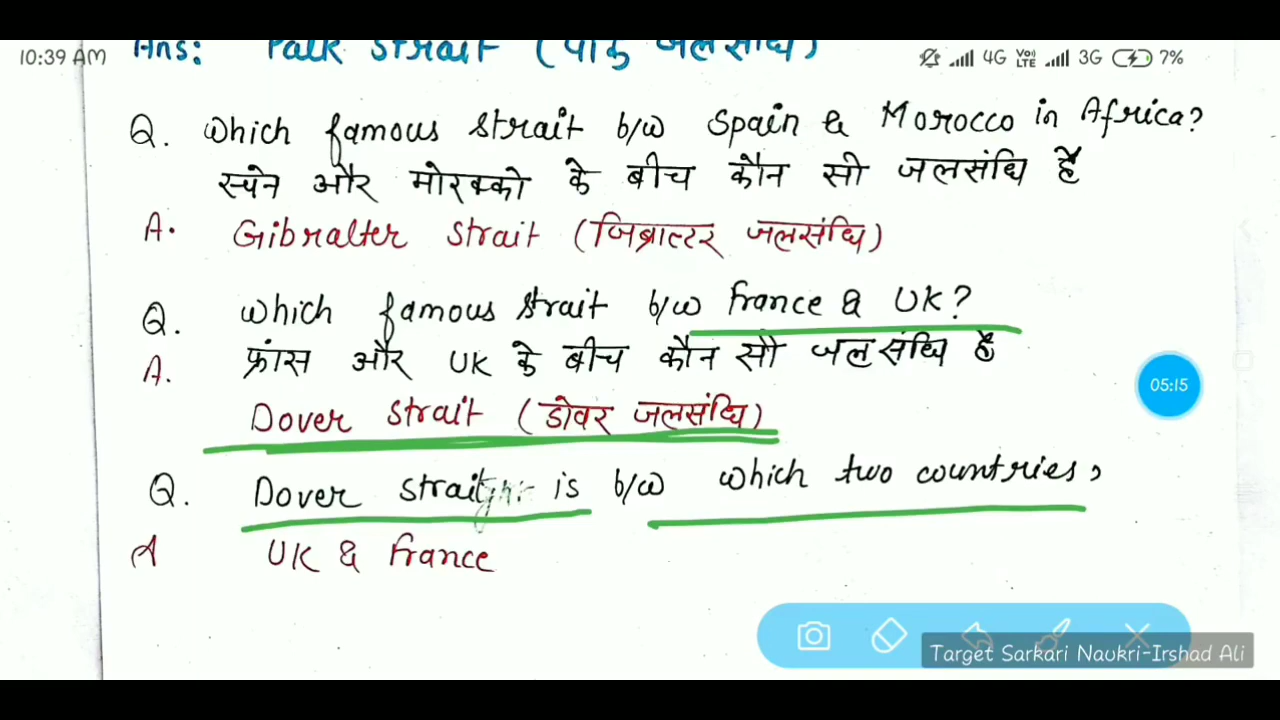 Ans: Palk Strait (पाक जलसंधि)
10:39 AM 4G VoLTE 3G 7%
Q. Which famous strait b/w Spain & Morocco in Africa?
स्पेन और मोरक्को के बीच कौन सी जलसंधि है
A. Gibralter strait (जिब्राल्टर जलसंधि)
Q. Which famous strait b/w france & UK?
A. फ्रांस और UK के बीच कौन सी जलसंधि है
05:15
Dover strait (डोवर जलसंधि)
Q. Dover strait is b/w which two countries,
A UK & france
Target Sarkari Naukri-Irshad Ali